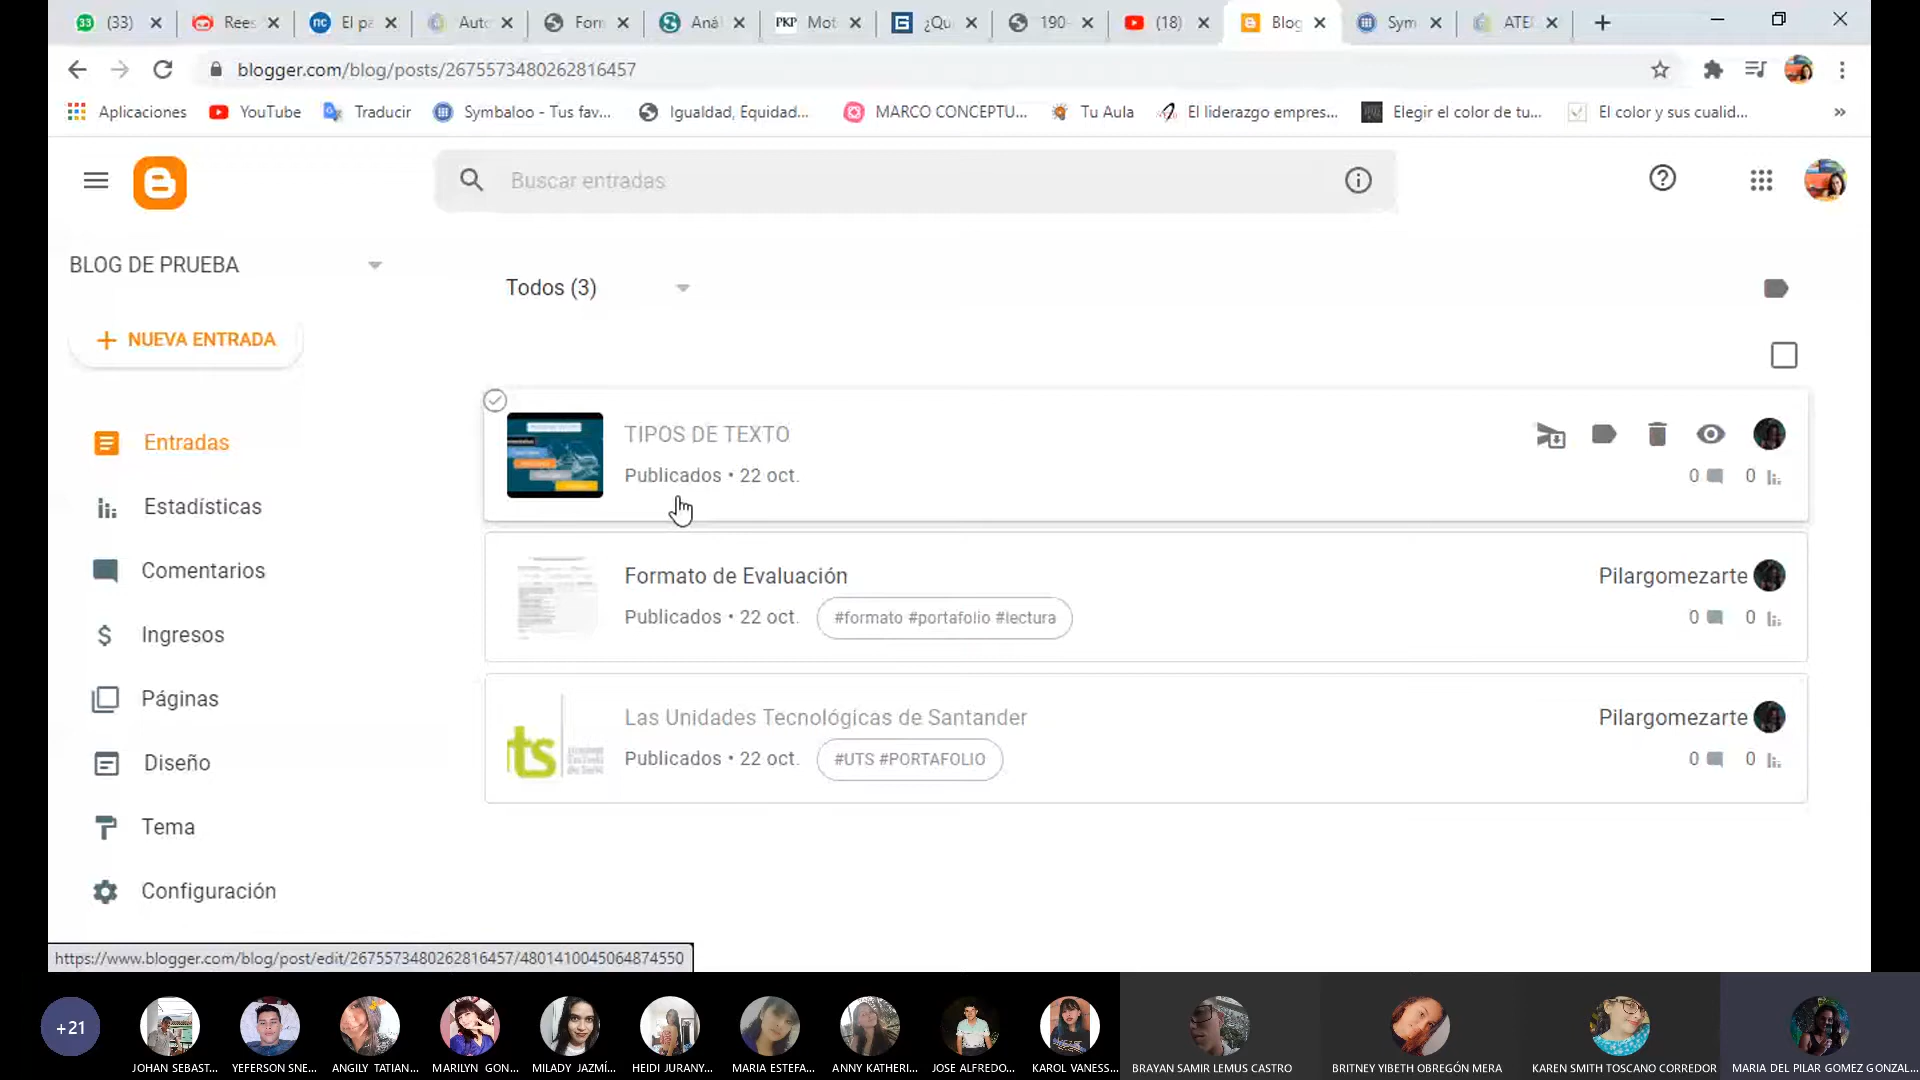 (33) Rees El pa Auto Forn Aná PKP Mot ¿Qu 190- (18) Blog Sym ATE
blogger.com/blog/posts/2675573480262816457
Aplicaciones YouTube Traducir Symbaloo - Tus fav... Igualdad, Equidad... MARCO CONCEPTU... Tu Aula El liderazgo empres... Elegir el color de tu... El color y sus cualid... »
Buscar entradas
BLOG DE PRUEBA
Todos (3)
NUEVA ENTRADA
TIPOS DE TEXTO
Publicados • 22 oct.
0 0
Entradas
Estadísticas
Comentarios
Ingresos
Páginas
Diseño
Tema
Configuración
Formato de Evaluación
Pilargomezarte
Publicados • 22 oct. #formato #portafolio #lectura
0 0
Las Unidades Tecnológicas de Santander
Pilargomezarte
Publicados • 22 oct. #UTS #PORTAFOLIO
0 0
ts
https://www.blogger.com/blog/post/edit/2675573480262816457/4801410045064874550
+21
JOHAN SEBAST... YEFERSON SNE... ANGILY TATIAN... MARILYN GON... MILADY JAZMÍ... HEIDI JURANY... MARIA ESTEFA... ANNY KATHERI... JOSE ALFREDO... KAROL VANESS... BRAYAN SAMIR LEMUS CASTRO BRITNEY YIBETH OBREGÓN MERA KAREN SMITH TOSCANO CORREDOR MARIA DEL PILAR GOMEZ GONZAL...